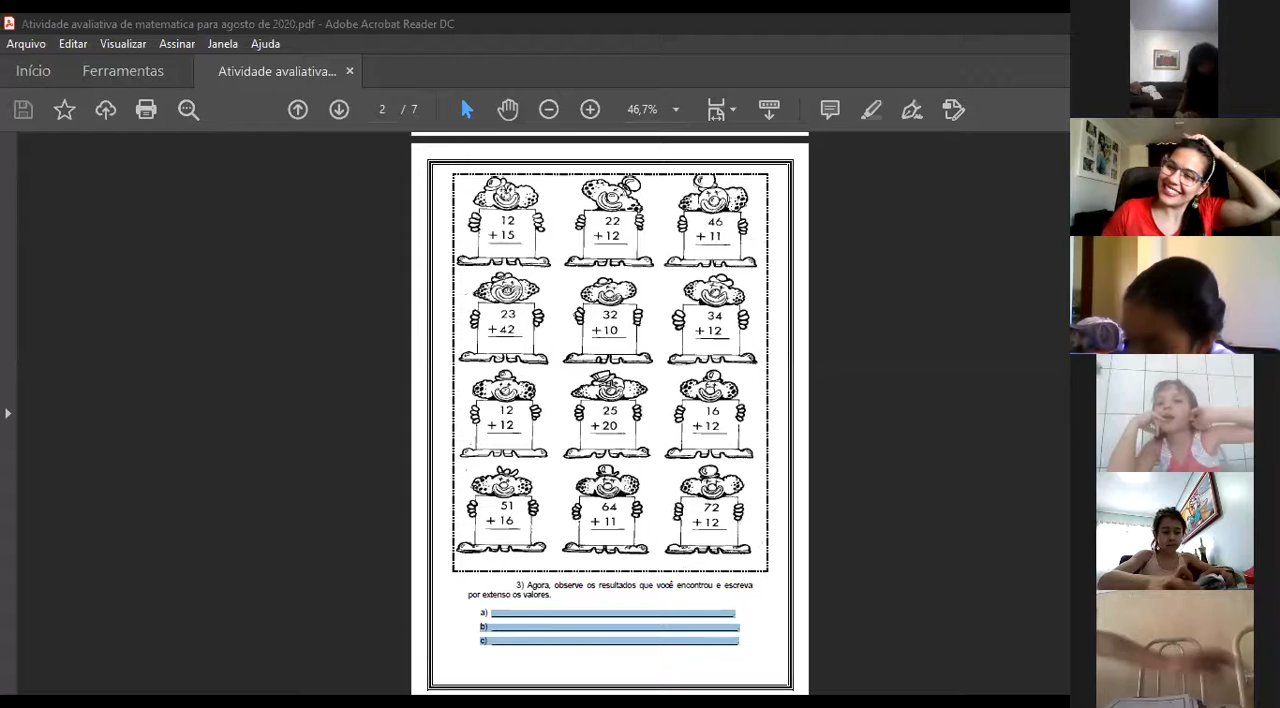 Atividade avaliativa de matematica para agosto de 2020.pdf - Adobe Acrobat Reader DC
Arquivo Editar Visualizar Assinar Janela Ajuda
Início Ferramentas Atividade avaliativa... ×
2 / 7 46,7%
12 22 46
+15 +12 +11
23 32 34
+42 +10 +12
12 25 16
+12 +20 +12
51 64 72
+16 +11 +12
3) Agora, observe os resultados que você encontrou e escreva
por extenso os valores.
a)
b)
c)